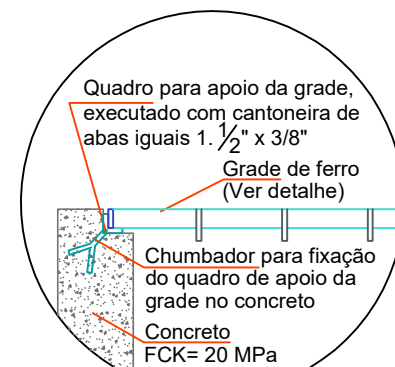 Quadro para apoio da grade,
executado com cantoneira de
abas iguais 1. 1/2" x 3/8"
Grade de ferro
(Ver detalhe)
Chumbador para fixação
do quadro de apoio da
grade no concreto
Concreto
FCK= 20 MPa